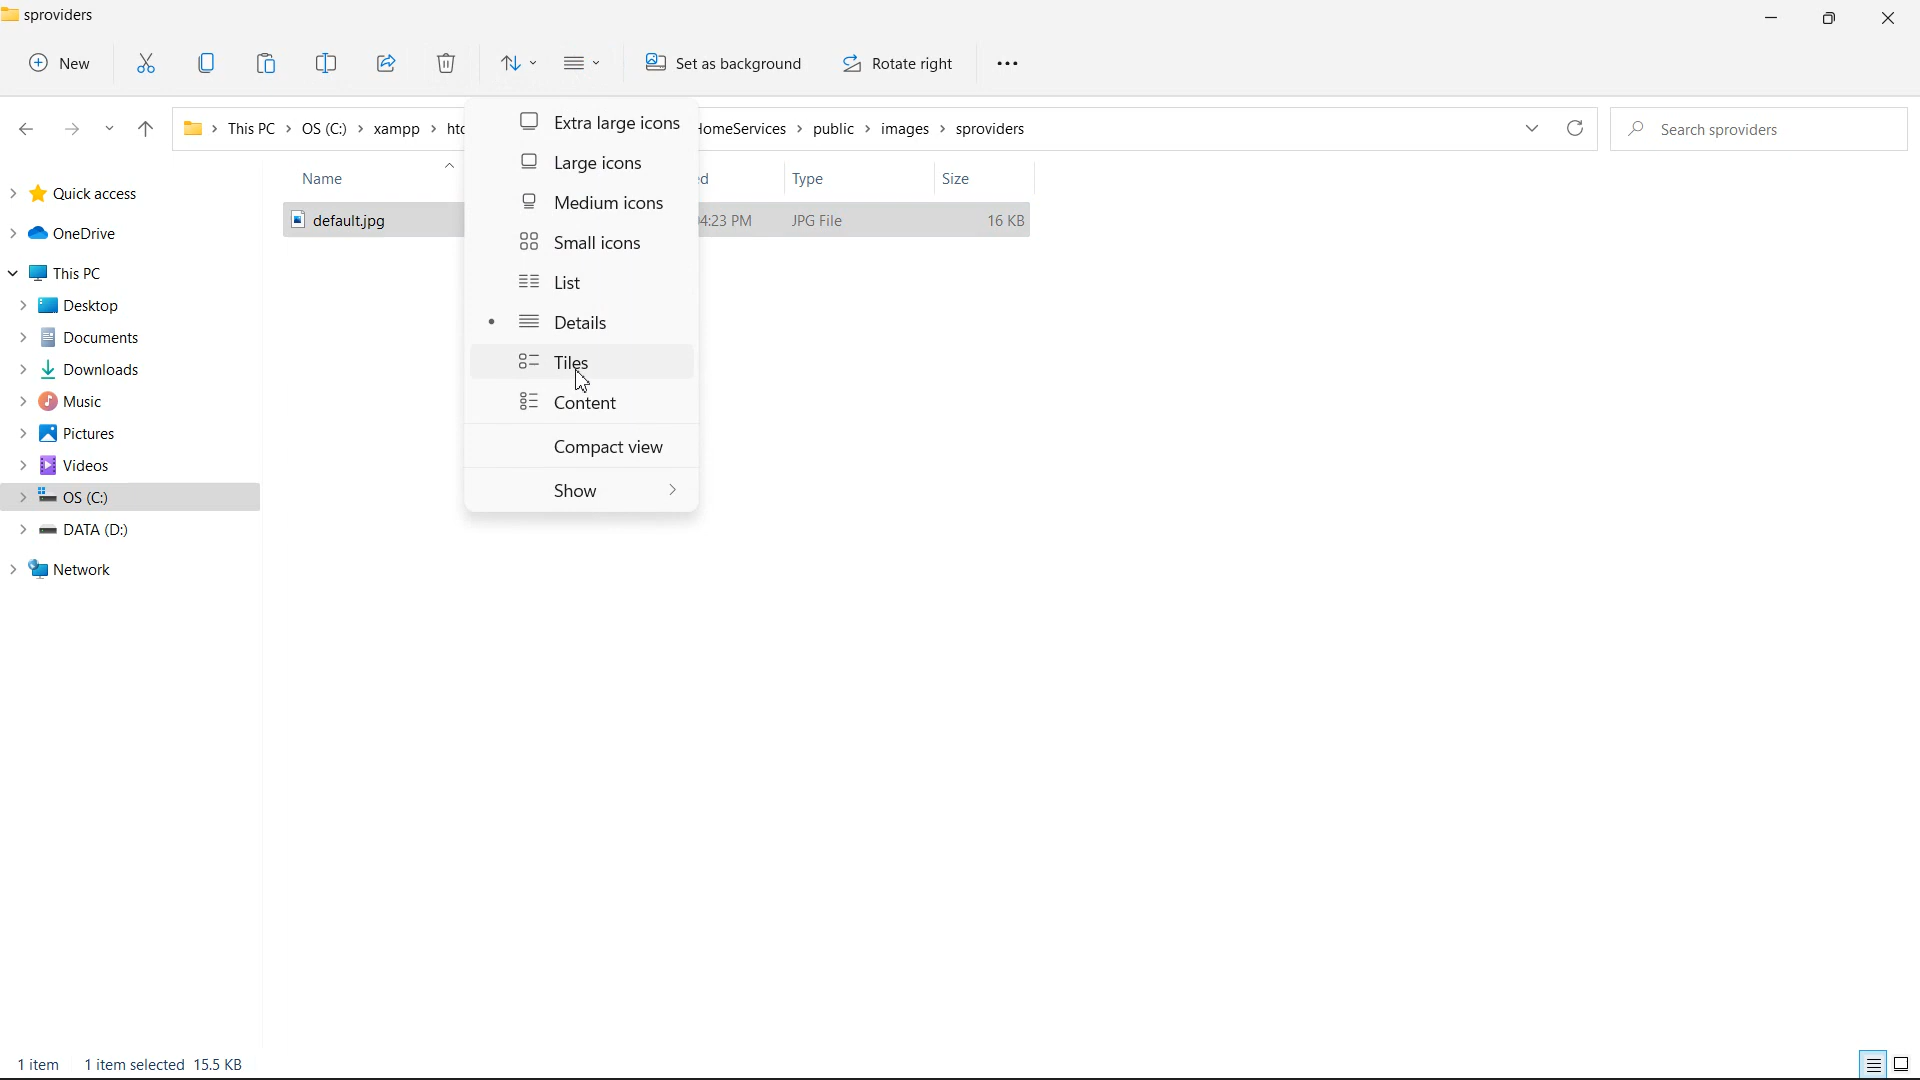 sproviders
New
Set as background
Rotate right
This PC
OS (C:)
xampp
public
images
sproviders
Search sproviders
Name
Type
Size
default.jpg
4:23 PM
JPG File
16 KB
Extra large icons
Large icons
Medium icons
Small icons
List
Details
Tiles
Content
Compact view
Show
Quick access
OneDrive
This PC
Desktop
Documents
Downloads
Music
Pictures
Videos
OS (C:)
DATA (D:)
Network
1 item
1 item selected 15.5 KB